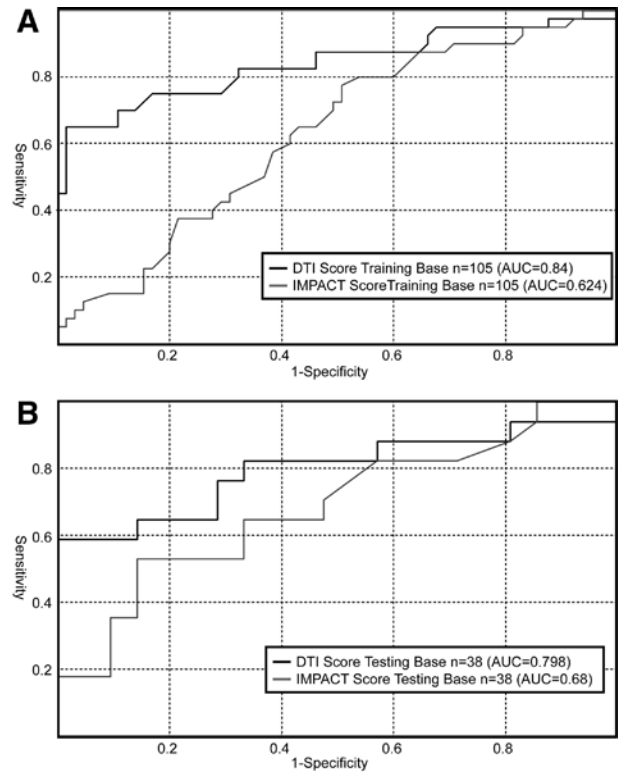 A
0.8
0.6
0.4
0.2
Sensitivity
DTI Score Training Base n=105 (AUC=0.84)
IMPACT ScoreTraining Base n=105 (AUC=0.624)
0.2 0.4 0.6 0.8
1-Specificity
B
0.8
0.6
0.4
0.2
Sensitivity
DTI Score Testing Base n=38 (AUC=0.798)
IMPACT Score Testing Base n=38 (AUC=0.68)
0.2 0.4 0.6 0.8
1-Specificity